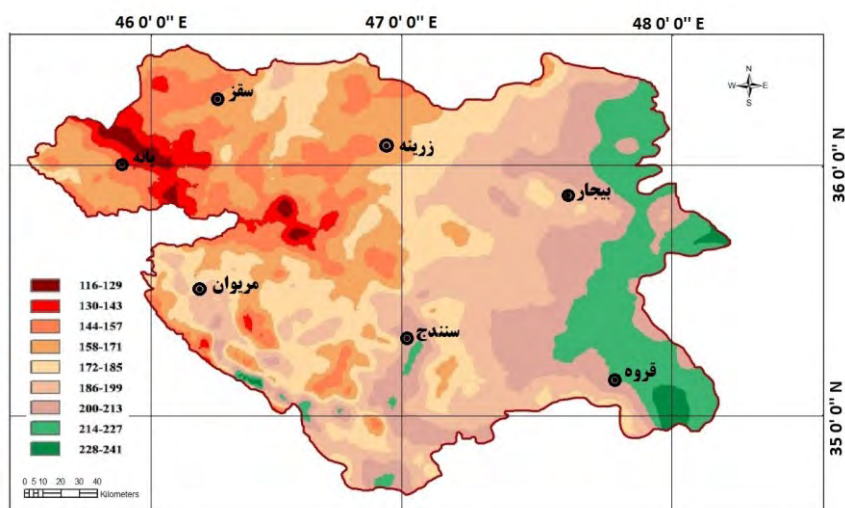 46 0' 0'' E
47 0' 0'' E
48 0' 0'' E
N
W E
S
سقز
زرینه
بانه
36 0' 0'' N
بیجار
116-129
130-143
144-157
158-171
172-185
186-199
200-213
214-227
228-241
مریوان
سنندج
قروه
35 0' 0'' N
0 5 10 20 30 40
Kilometers